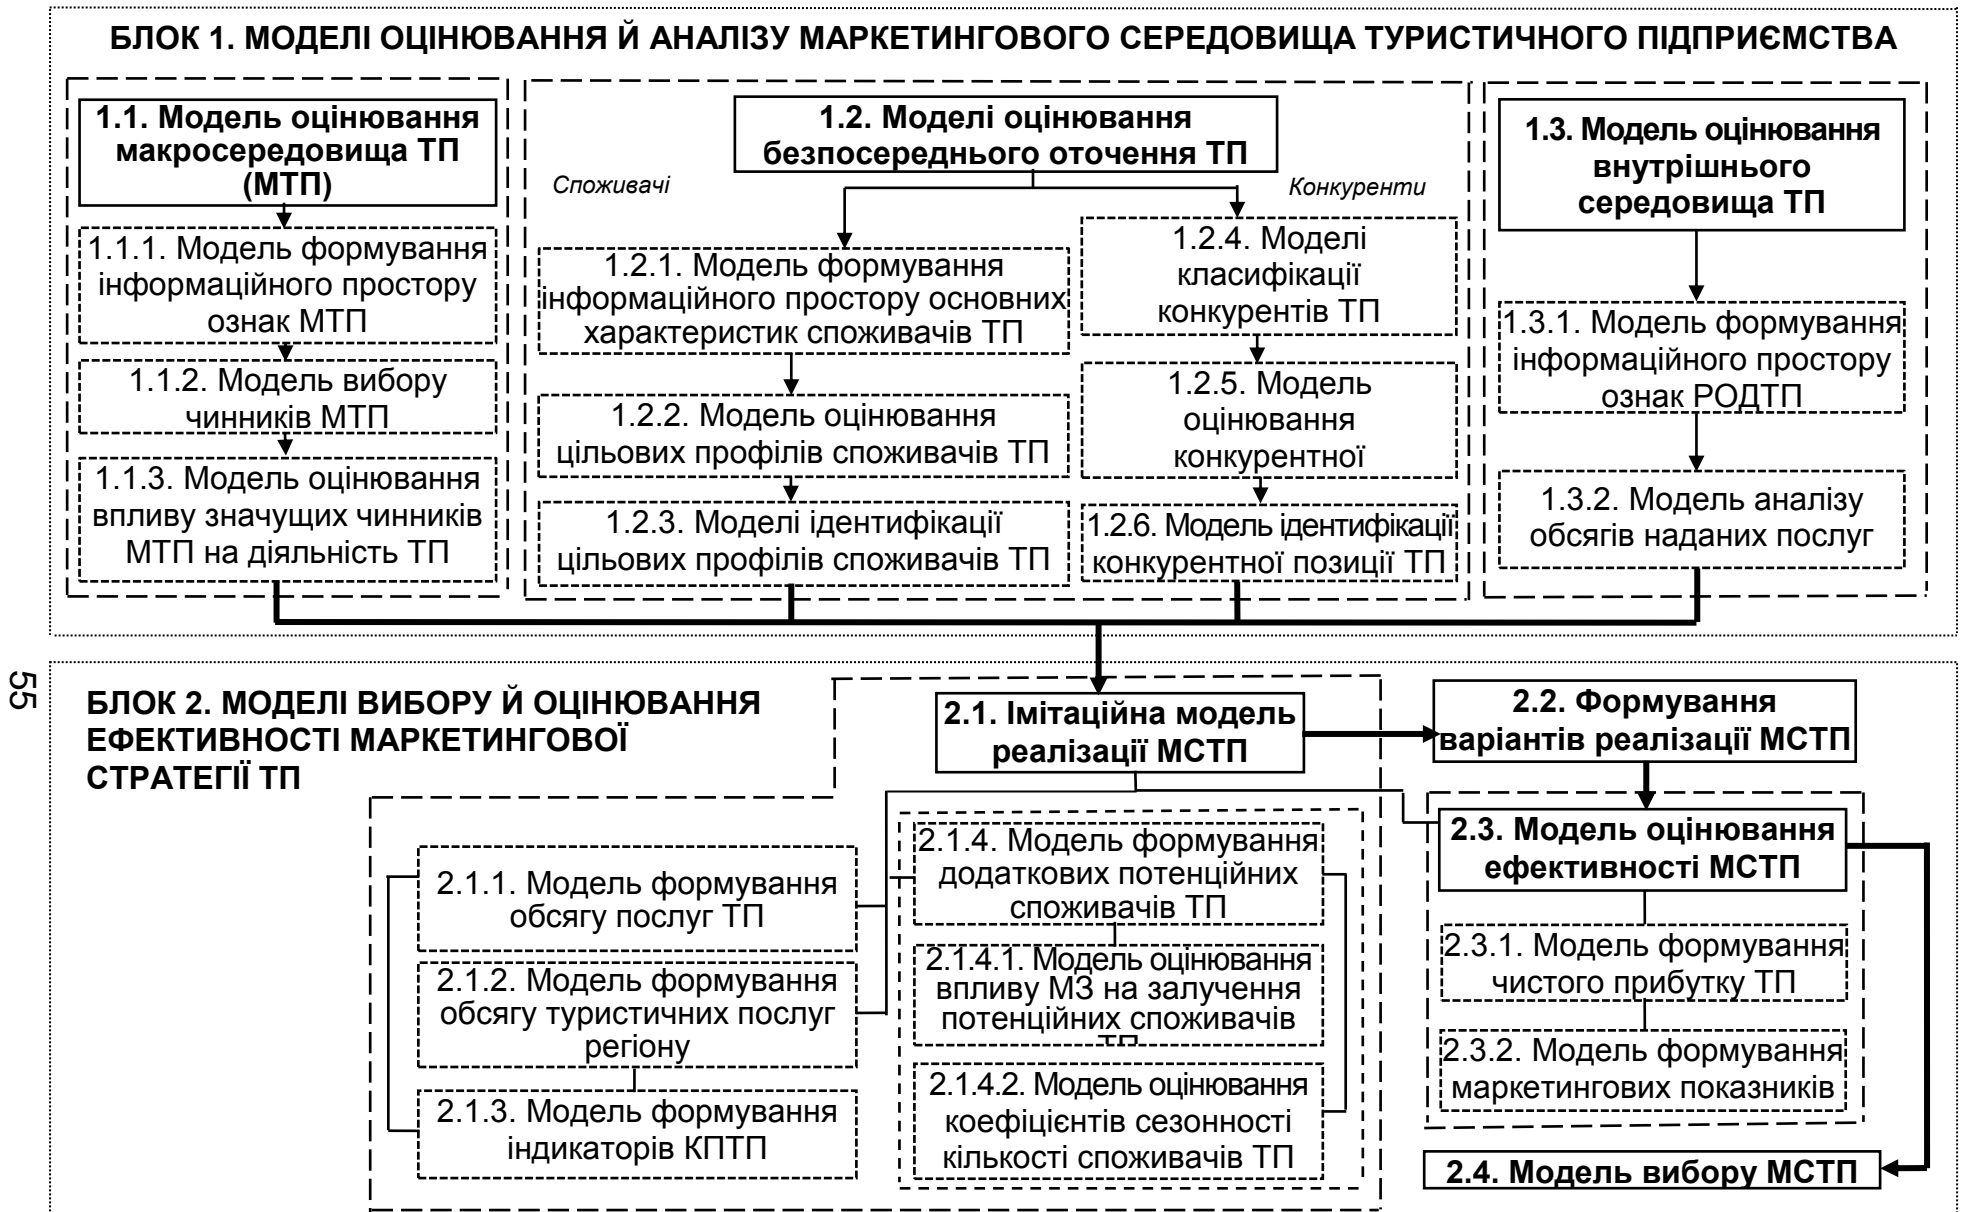 БЛОК 1. МОДЕЛІ ОЦІНЮВАННЯ Й АНАЛІЗУ МАРКЕТИНГОВОГО СЕРЕДОВИЩА ТУРИСТИЧНОГО ПІДПРИЄМСТВА
1.1. Модель оцінювання
макросередовища ТП
(МТП)
1.1.1. Модель формування
інформаційного простору
ознак МТП
1.1.2. Модель вибору
чинників МТП
1.1.3. Модель оцінювання
впливу значущих чинників
МТП на діяльність ТП
1.2. Моделі оцінювання
безпосереднього оточення ТП
Споживачі
Конкуренти
1.2.1. Модель формування
інформаційного простору основних
характеристик споживачів ТП
1.2.2. Модель оцінювання
цільових профілів споживачів ТП
1.2.3. Моделі ідентифікації
цільових профілів споживачів ТП
1.2.4. Моделі
класифікації
конкурентів ТП
1.2.5. Модель
оцінювання
конкурентної
1.2.6. Модель ідентифікації
конкурентної позиції ТП
1.3. Модель оцінювання
внутрішнього
середовища ТП
1.3.1. Модель формування
інформаційного простору
ознак РОДТП
1.3.2. Модель аналізу
обсягів наданих послуг
55
БЛОК 2. МОДЕЛІ ВИБОРУ Й ОЦІНЮВАННЯ
ЕФЕКТИВНОСТІ МАРКЕТИНГОВОЇ
СТРАТЕГІЇ ТП
2.1. Імітаційна модель
реалізації МСТП
2.2. Формування
варіантів реалізації МСТП
2.1.1. Модель формування
обсягу послуг ТП
2.1.2. Модель формування
обсягу туристичних послуг
регіону
2.1.3. Модель формування
індикаторів КПТП
2.1.4. Модель формування
додаткових потенційних
споживачів ТП
2.1.4.1. Модель оцінювання
впливу МЗ на залучення
потенційних споживачів
ТП
2.1.4.2. Модель оцінювання
коефіцієнтів сезонності
кількості споживачів ТП
2.3. Модель оцінювання
ефективності МСТП
2.3.1. Модель формування
чистого прибутку ТП
2.3.2. Модель формування
маркетингових показників
2.4. Модель вибору МСТП